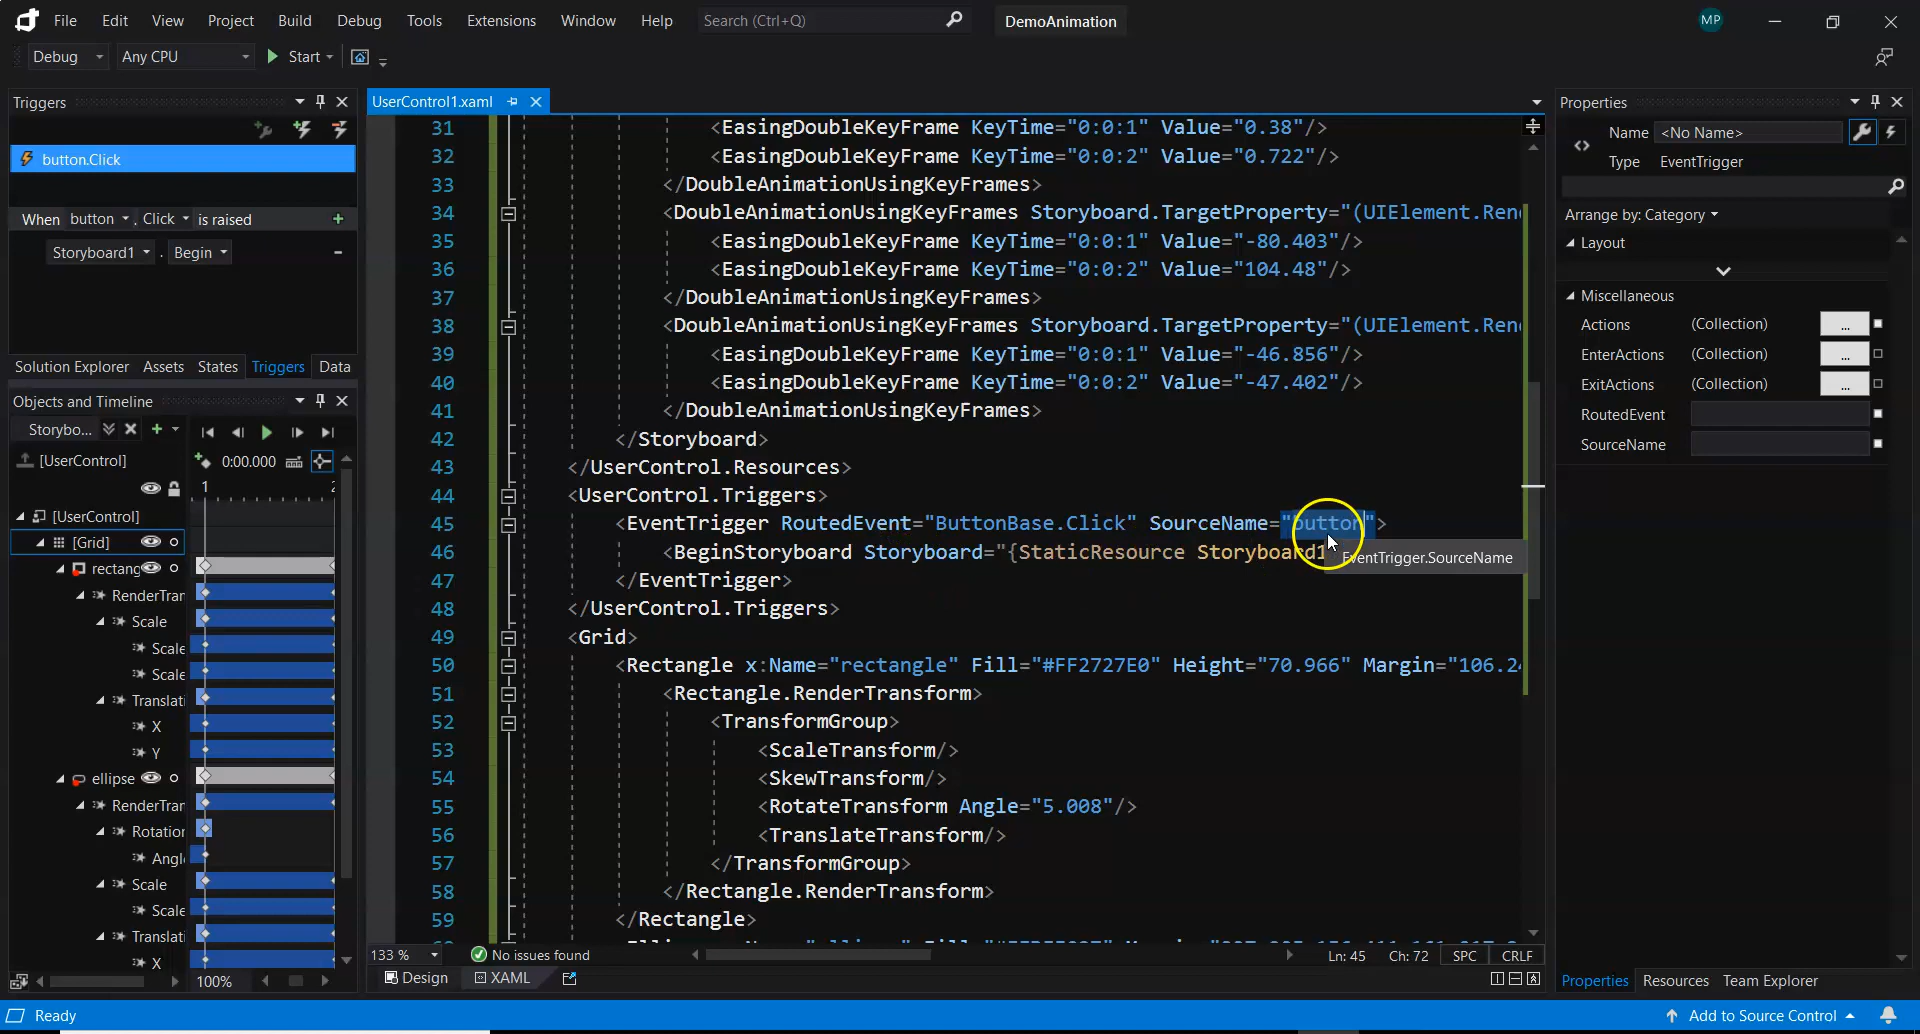 File Edit View Project Build Debug Tools Extensions Window Help Search (Ctrl+Q) DemoAnimation MP
Debug Any CPU Start
Triggers
button.Click
When button . Click is raised
Storyboard1 . Begin
Solution Explorer Assets States Triggers Data
Objects and Timeline
Storybo...
[UserControl] 0:00.000
1 2
[UserControl]
[Grid]
rectang
RenderTran
Scale
Scale
Scale
Translati
X
Y
ellipse
RenderTran
Rotation
Angle
Scale
Scale
Translati
X
100%
UserControl1.xaml
31 <EasingDoubleKeyFrame KeyTime="0:0:1" Value="0.38"/>
32 <EasingDoubleKeyFrame KeyTime="0:0:2" Value="0.722"/>
33 </DoubleAnimationUsingKeyFrames>
34 <DoubleAnimationUsingKeyFrames Storyboard.TargetProperty="(UIElement.Ren
35 <EasingDoubleKeyFrame KeyTime="0:0:1" Value="-80.403"/>
36 <EasingDoubleKeyFrame KeyTime="0:0:2" Value="104.48"/>
37 </DoubleAnimationUsingKeyFrames>
38 <DoubleAnimationUsingKeyFrames Storyboard.TargetProperty="(UIElement.Ren
39 <EasingDoubleKeyFrame KeyTime="0:0:1" Value="-46.856"/>
40 <EasingDoubleKeyFrame KeyTime="0:0:2" Value="-47.402"/>
41 </DoubleAnimationUsingKeyFrames>
42 </Storyboard>
43 </UserControl.Resources>
44 <UserControl.Triggers>
45 <EventTrigger RoutedEvent="ButtonBase.Click" SourceName="button">
46 <BeginStoryboard Storyboard="{StaticResource Storyboard1
EventTrigger.SourceName
47 </EventTrigger>
48 </UserControl.Triggers>
49 <Grid>
50 <Rectangle x:Name="rectangle" Fill="#FF2727E0" Height="70.966" Margin="106.24
51 <Rectangle.RenderTransform>
52 <TransformGroup>
53 <ScaleTransform/>
54 <SkewTransform/>
55 <RotateTransform Angle="5.008"/>
56 <TranslateTransform/>
57 </TransformGroup>
58 </Rectangle.RenderTransform>
59 </Rectangle>
133 % No issues found Ln: 45 Ch: 72 SPC CRLF
Design XAML
Properties
Name <No Name>
Type EventTrigger
Arrange by: Category
Layout
Miscellaneous
Actions (Collection) ...
EnterActions (Collection) ...
ExitActions (Collection) ...
RoutedEvent
SourceName
Properties Resources Team Explorer
Ready Add to Source Control